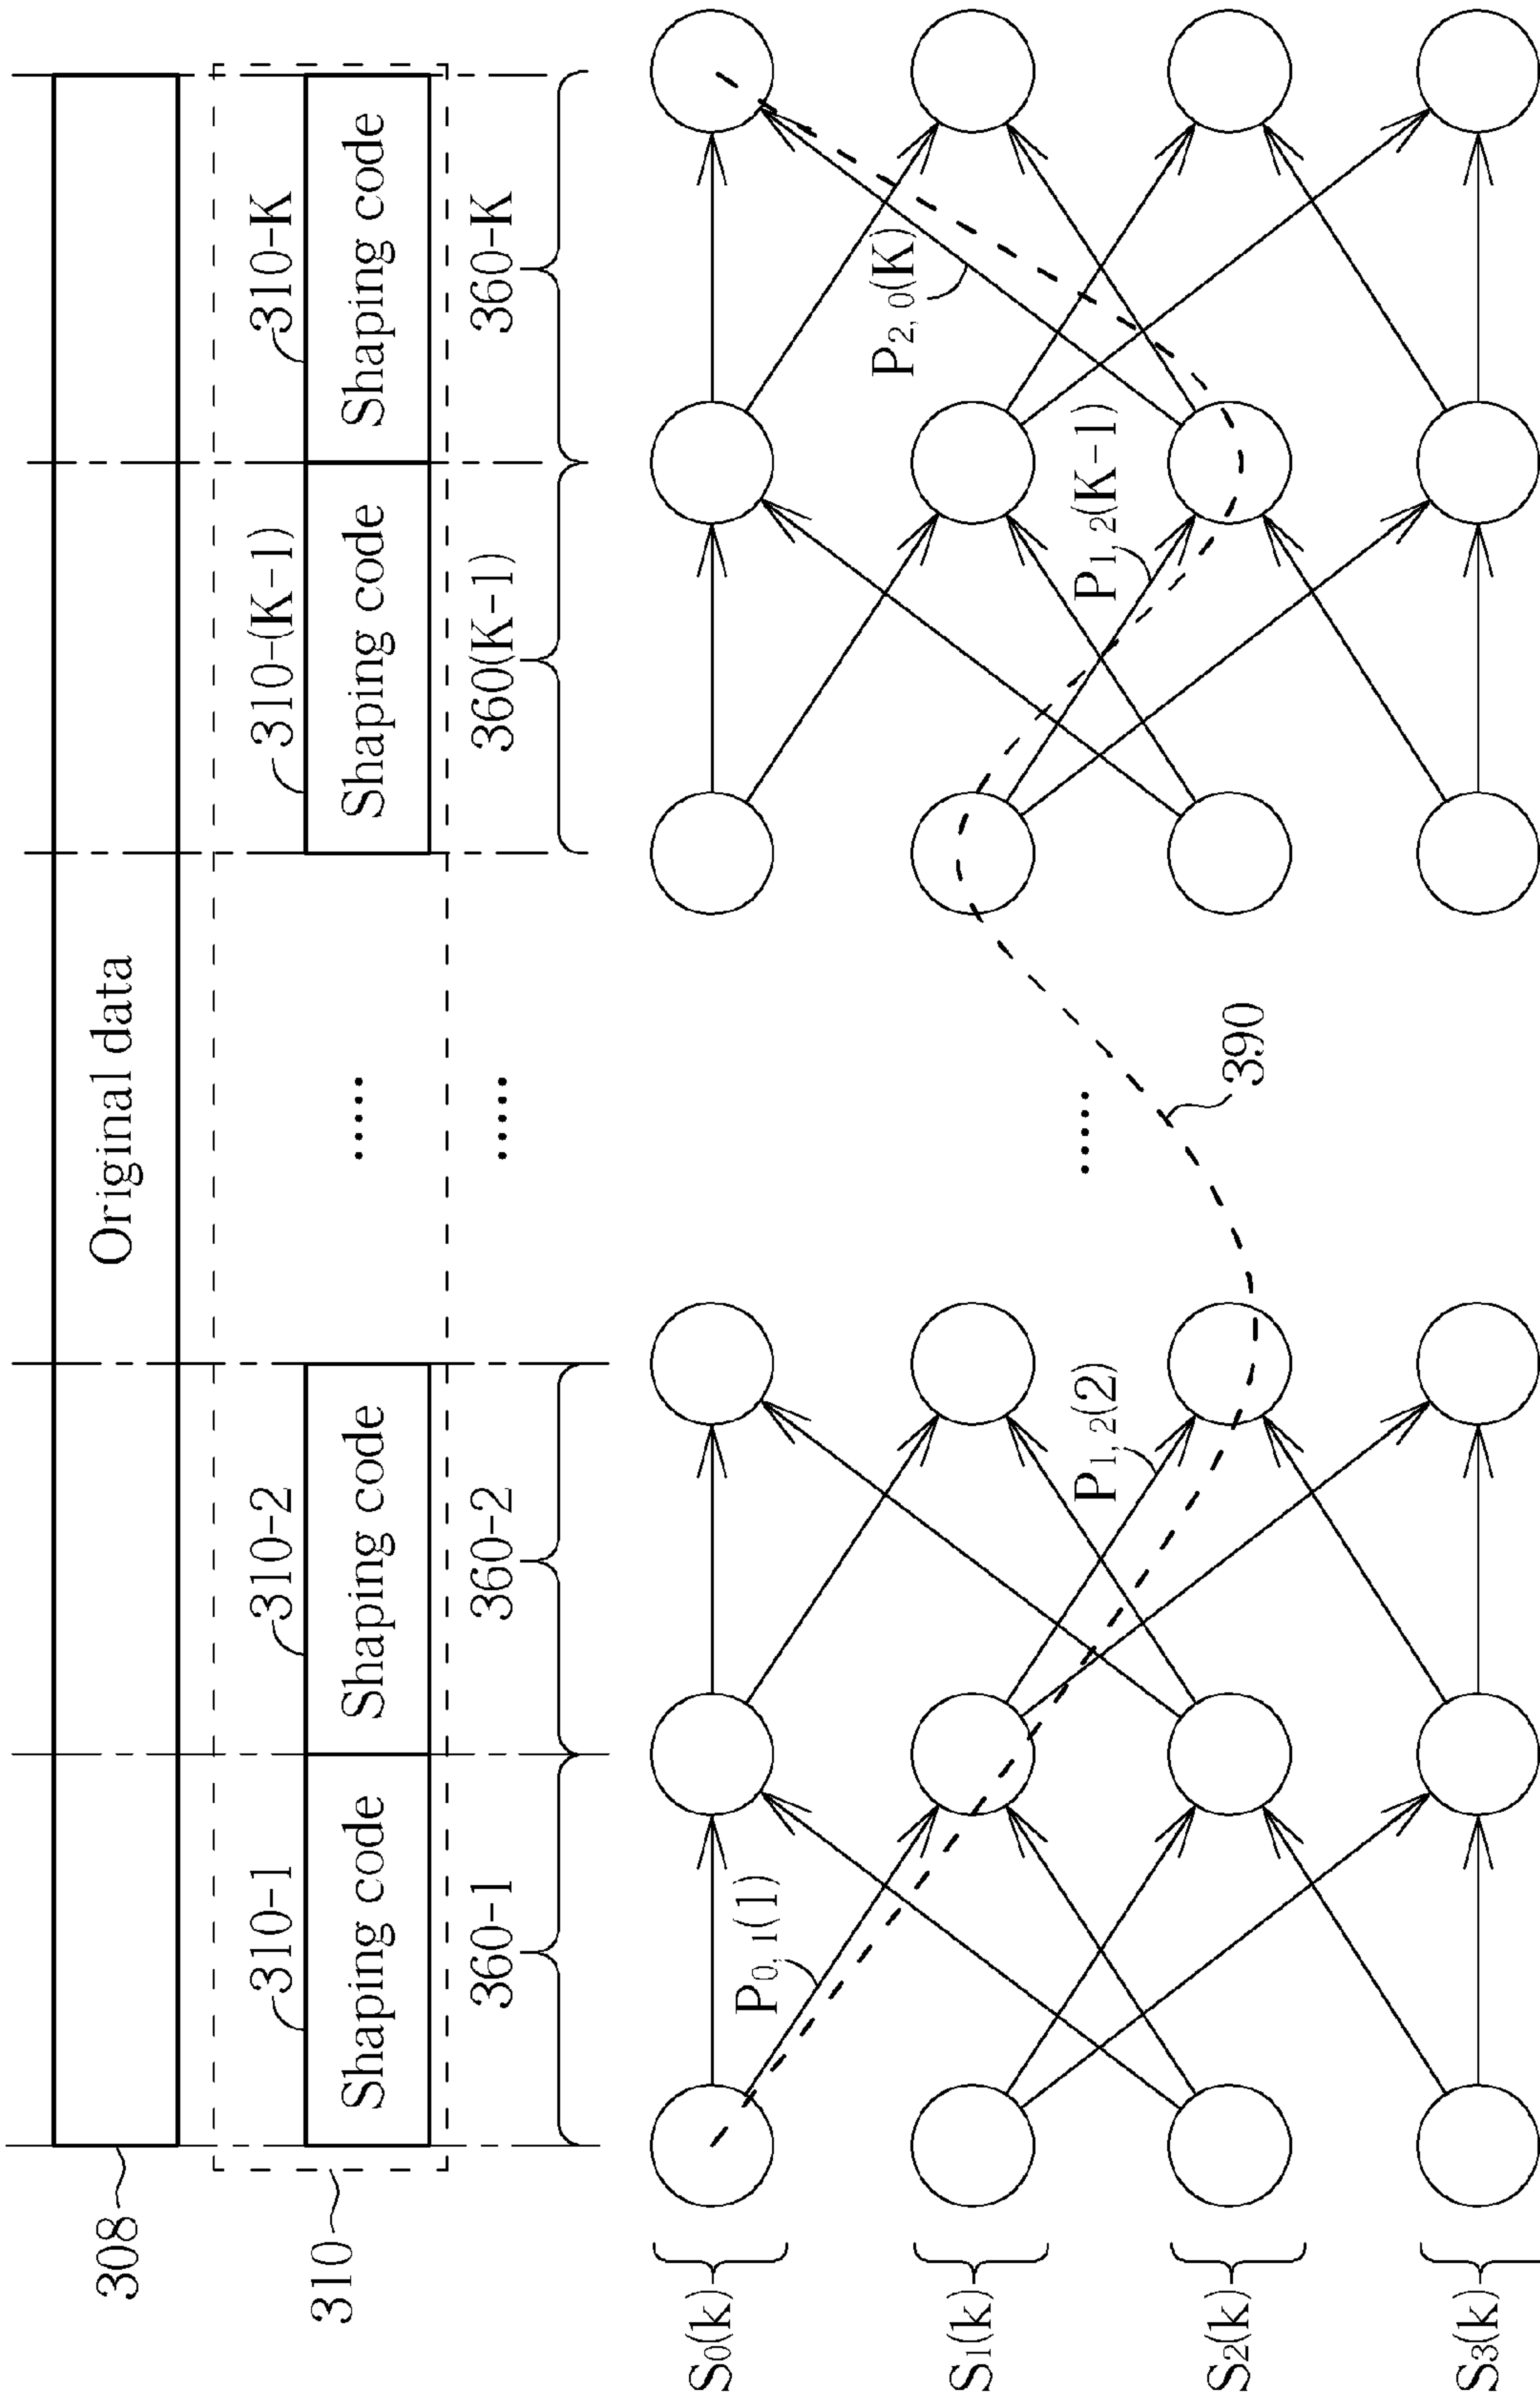 308
Original data
310
310-1
310-2
310-(K-1)
310-K
Shaping code
Shaping code
.....
Shaping code
Shaping code
360-1
360-2
.....
360(K-1)
360-K
S0(k)
P0, 1(1)
P2, 0(K)
S1(k)
P1, 2(2)
.....
P1, 2(K-1)
S2(k)
390
S3(k)